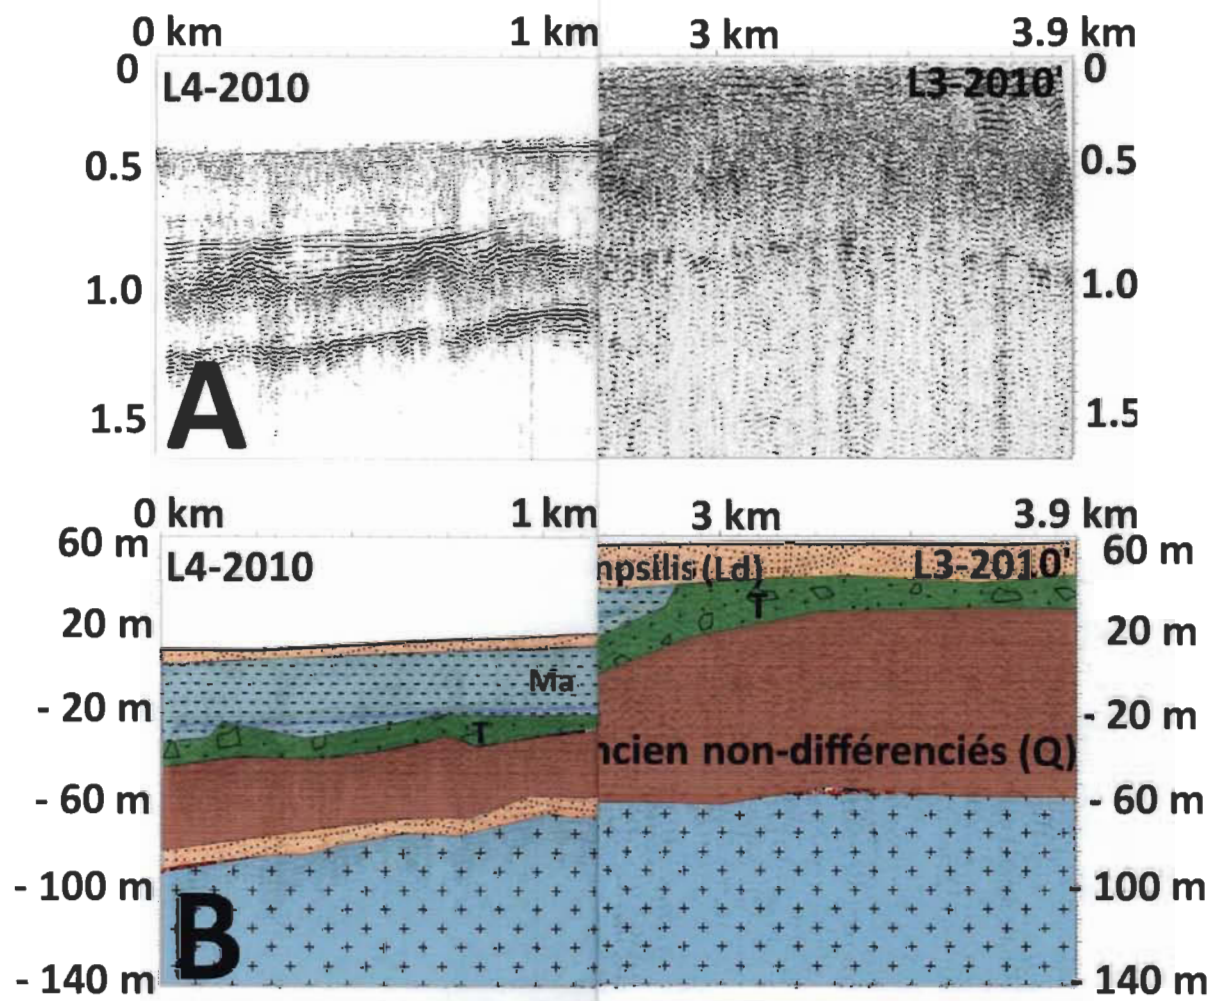 0 km 1 km 3 km 3.9 km
0 L4-2010 L3-2010' 0
0.5 0.5
1.0 1.0
A
1.5 1.5
0 km 1 km 3 km 3.9 km
60 m L4-2010 npsilis (Ld) L3-2010' 60 m
T
20 m 20 m
Ma
- 20 m - 20 m
T
ncien non-différenciés (Q)
- 60 m - 60 m
- 100 m 100 m
B
- 140 m 140 m